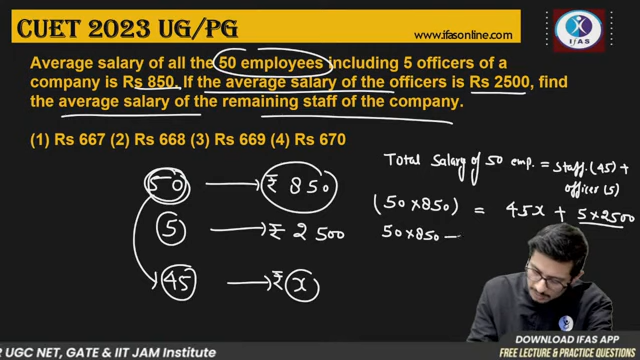 CUET 2023 UG/PG
www.ifasonline.com
IFAS
Average salary of all the 50 employees including 5 officers of a
company is Rs 850. If the average salary of the officers is Rs 2500, find
the average salary of the remaining staff of the company.
(1) Rs 667 (2) Rs 668 (3) Rs 669 (4) Rs 670
Total salary of 50 emp. = staff (45) +
officer (5)
50 → ₹ 850
(50 × 850) = 45x + 5 × 2500
5 → ₹ 2500
50 × 850 –
45 → ₹ x
DOWNLOAD IFAS APP
r UGC NET, GATE & IIT JAM Institute
FREE LECTURE & PRACTICE QUESTIONS